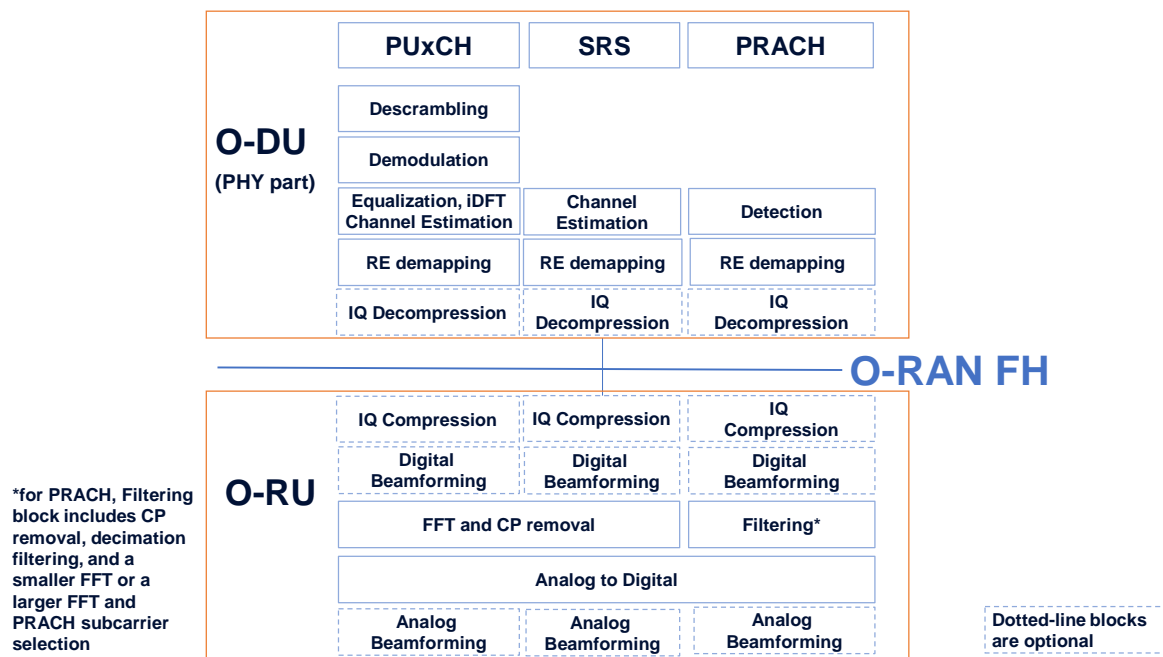 PUxCH
SRS
PRACH
O-DU
(PHY part)
Descrambling
Demodulation
Equalization, iDFT
Channel Estimation
Channel
Estimation
Detection
RE demapping
RE demapping
RE demapping
IQ Decompression
IQ
Decompression
IQ
Decompression
O-RAN FH
O-RU
IQ Compression
IQ Compression
IQ
Compression
Digital
Beamforming
Digital
Beamforming
Digital
Beamforming
FFT and CP removal
Filtering*
Analog to Digital
Analog
Beamforming
Analog
Beamforming
Analog
Beamforming
*for PRACH, Filtering
block includes CP
removal, decimation
filtering, and a
smaller FFT or a
larger FFT and
PRACH subcarrier
selection
Dotted-line blocks
are optional